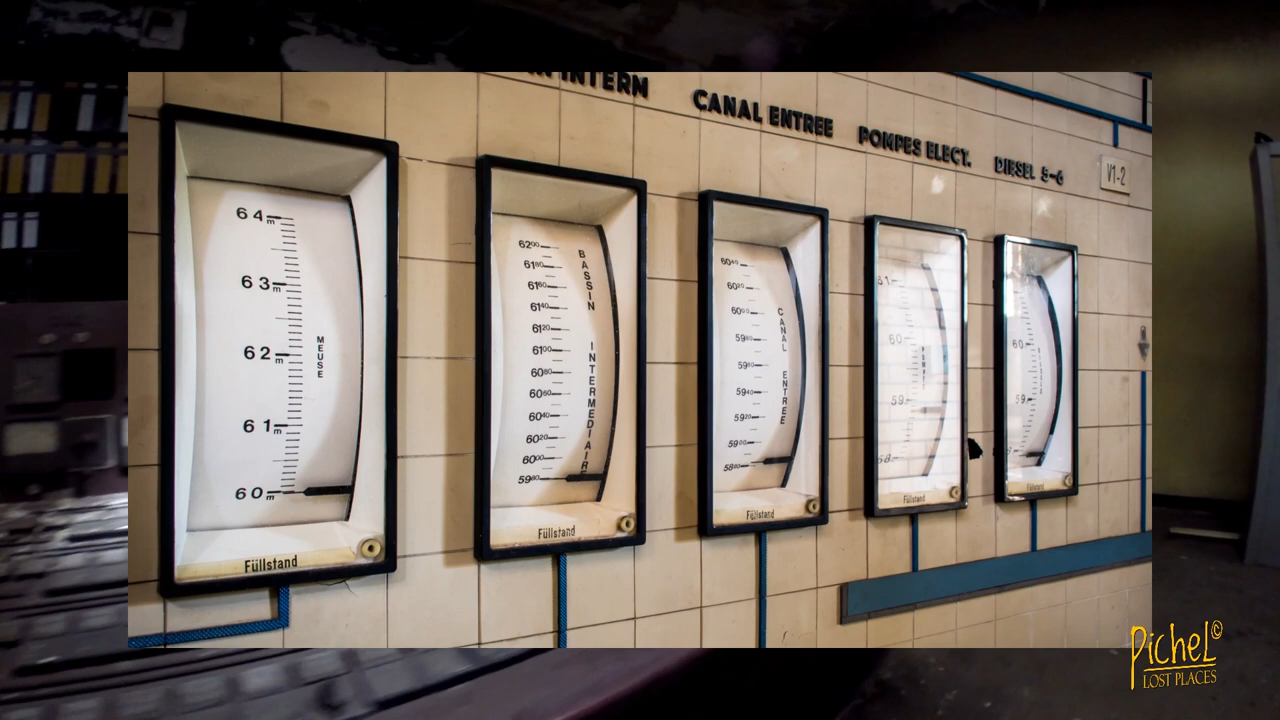 INTERM
CANAL ENTREE
POMPES ELECT.
DIESEL 5-6
V1-2
64m
63m
62m
61m
60m
MEUSE
Füllstand
6200
6180
6160
6140
6120
6100
6080
6060
6040
6020
6000
5980
BASSIN INTERMEDIAIRE
Füllstand
6040
6020
6000
5980
5960
5940
5920
5900
5880
CANAL ENTREE
Füllstand
61
60
59
58
Füllstand
60
59
Füllstand
Pichel©
LOST PLACES